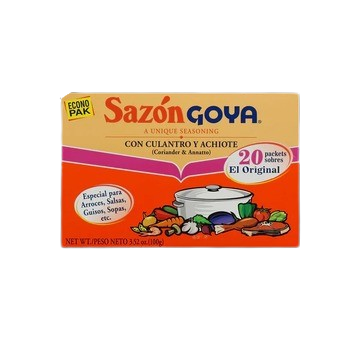 ECONO
PAK
Sazón GOYA®
A UNIQUE SEASONING
CON CULANTRO Y ACHIOTE
(Coriander & Annatto)
20 packets
sobres
El Original
Especial para
Arroces, Salsas,
Guisos, Sopas,
etc.
NET WT./PESO NETO 3.52 oz. (100g)